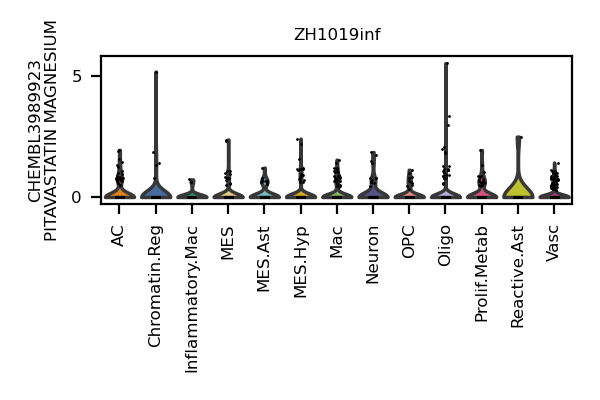 ZH1019inf
CHEMBL3989923
PITAVASTATIN MAGNESIUM
5
0
AC
Chromatin.Reg
Inflammatory.Mac
MES
MES.Ast
MES.Hyp
Mac
Neuron
OPC
Oligo
Prolif.Metab
Reactive.Ast
Vasc